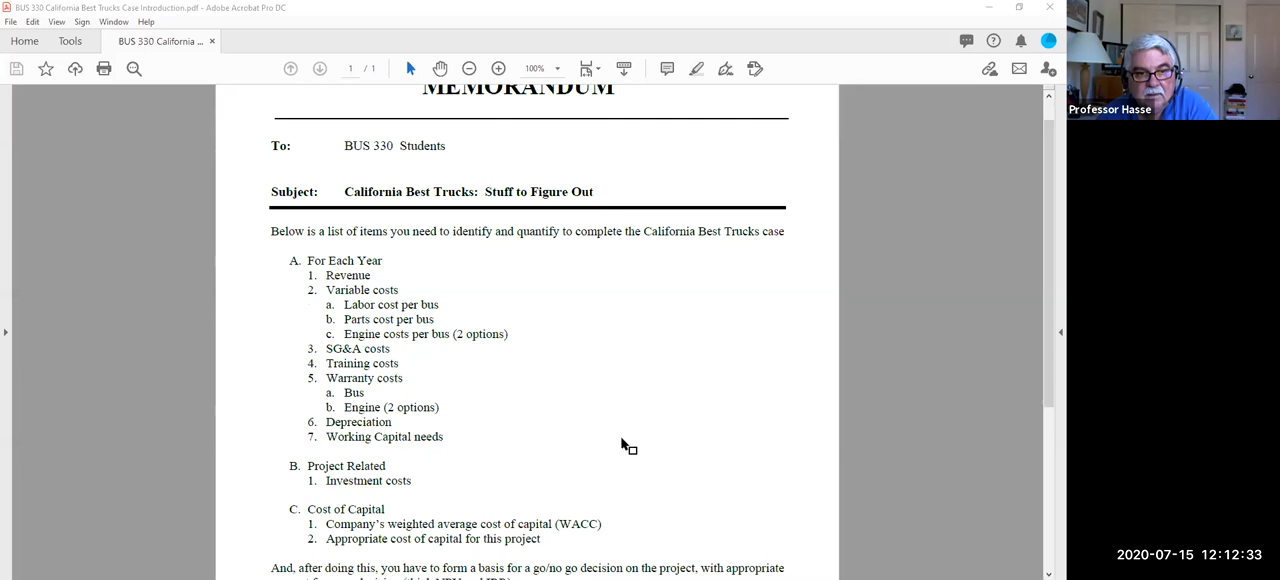 BUS 330 California Best Trucks Case Introduction.pdf - Adobe Acrobat Pro DC
File Edit View Sign Window Help
Home Tools BUS 330 California ... ×
1 / 1 100%
Professor Hasse
MEMORANDUM
To: BUS 330 Students
Subject: California Best Trucks: Stuff to Figure Out
Below is a list of items you need to identify and quantify to complete the California Best Trucks case
A. For Each Year
1. Revenue
2. Variable costs
a. Labor cost per bus
b. Parts cost per bus
c. Engine costs per bus (2 options)
3. SG&A costs
4. Training costs
5. Warranty costs
a. Bus
b. Engine (2 options)
6. Depreciation
7. Working Capital needs
B. Project Related
1. Investment costs
C. Cost of Capital
1. Company's weighted average cost of capital (WACC)
2. Appropriate cost of capital for this project
And, after doing this, you have to form a basis for a go/no go decision on the project, with appropriate
2020-07-15 12:12:33